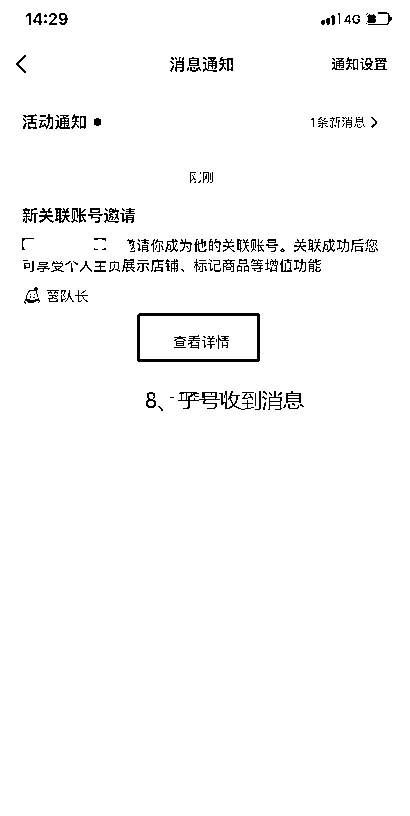 14:29
4G
消息通知
通知设置
活动通知
1条新消息
刚刚
新关联账号邀请
邀请你成为他的关联账号。关联成功后您
可享受个人主页展示店铺、标记商品等增值功能
薯队长
查看详情
8、子号收到消息